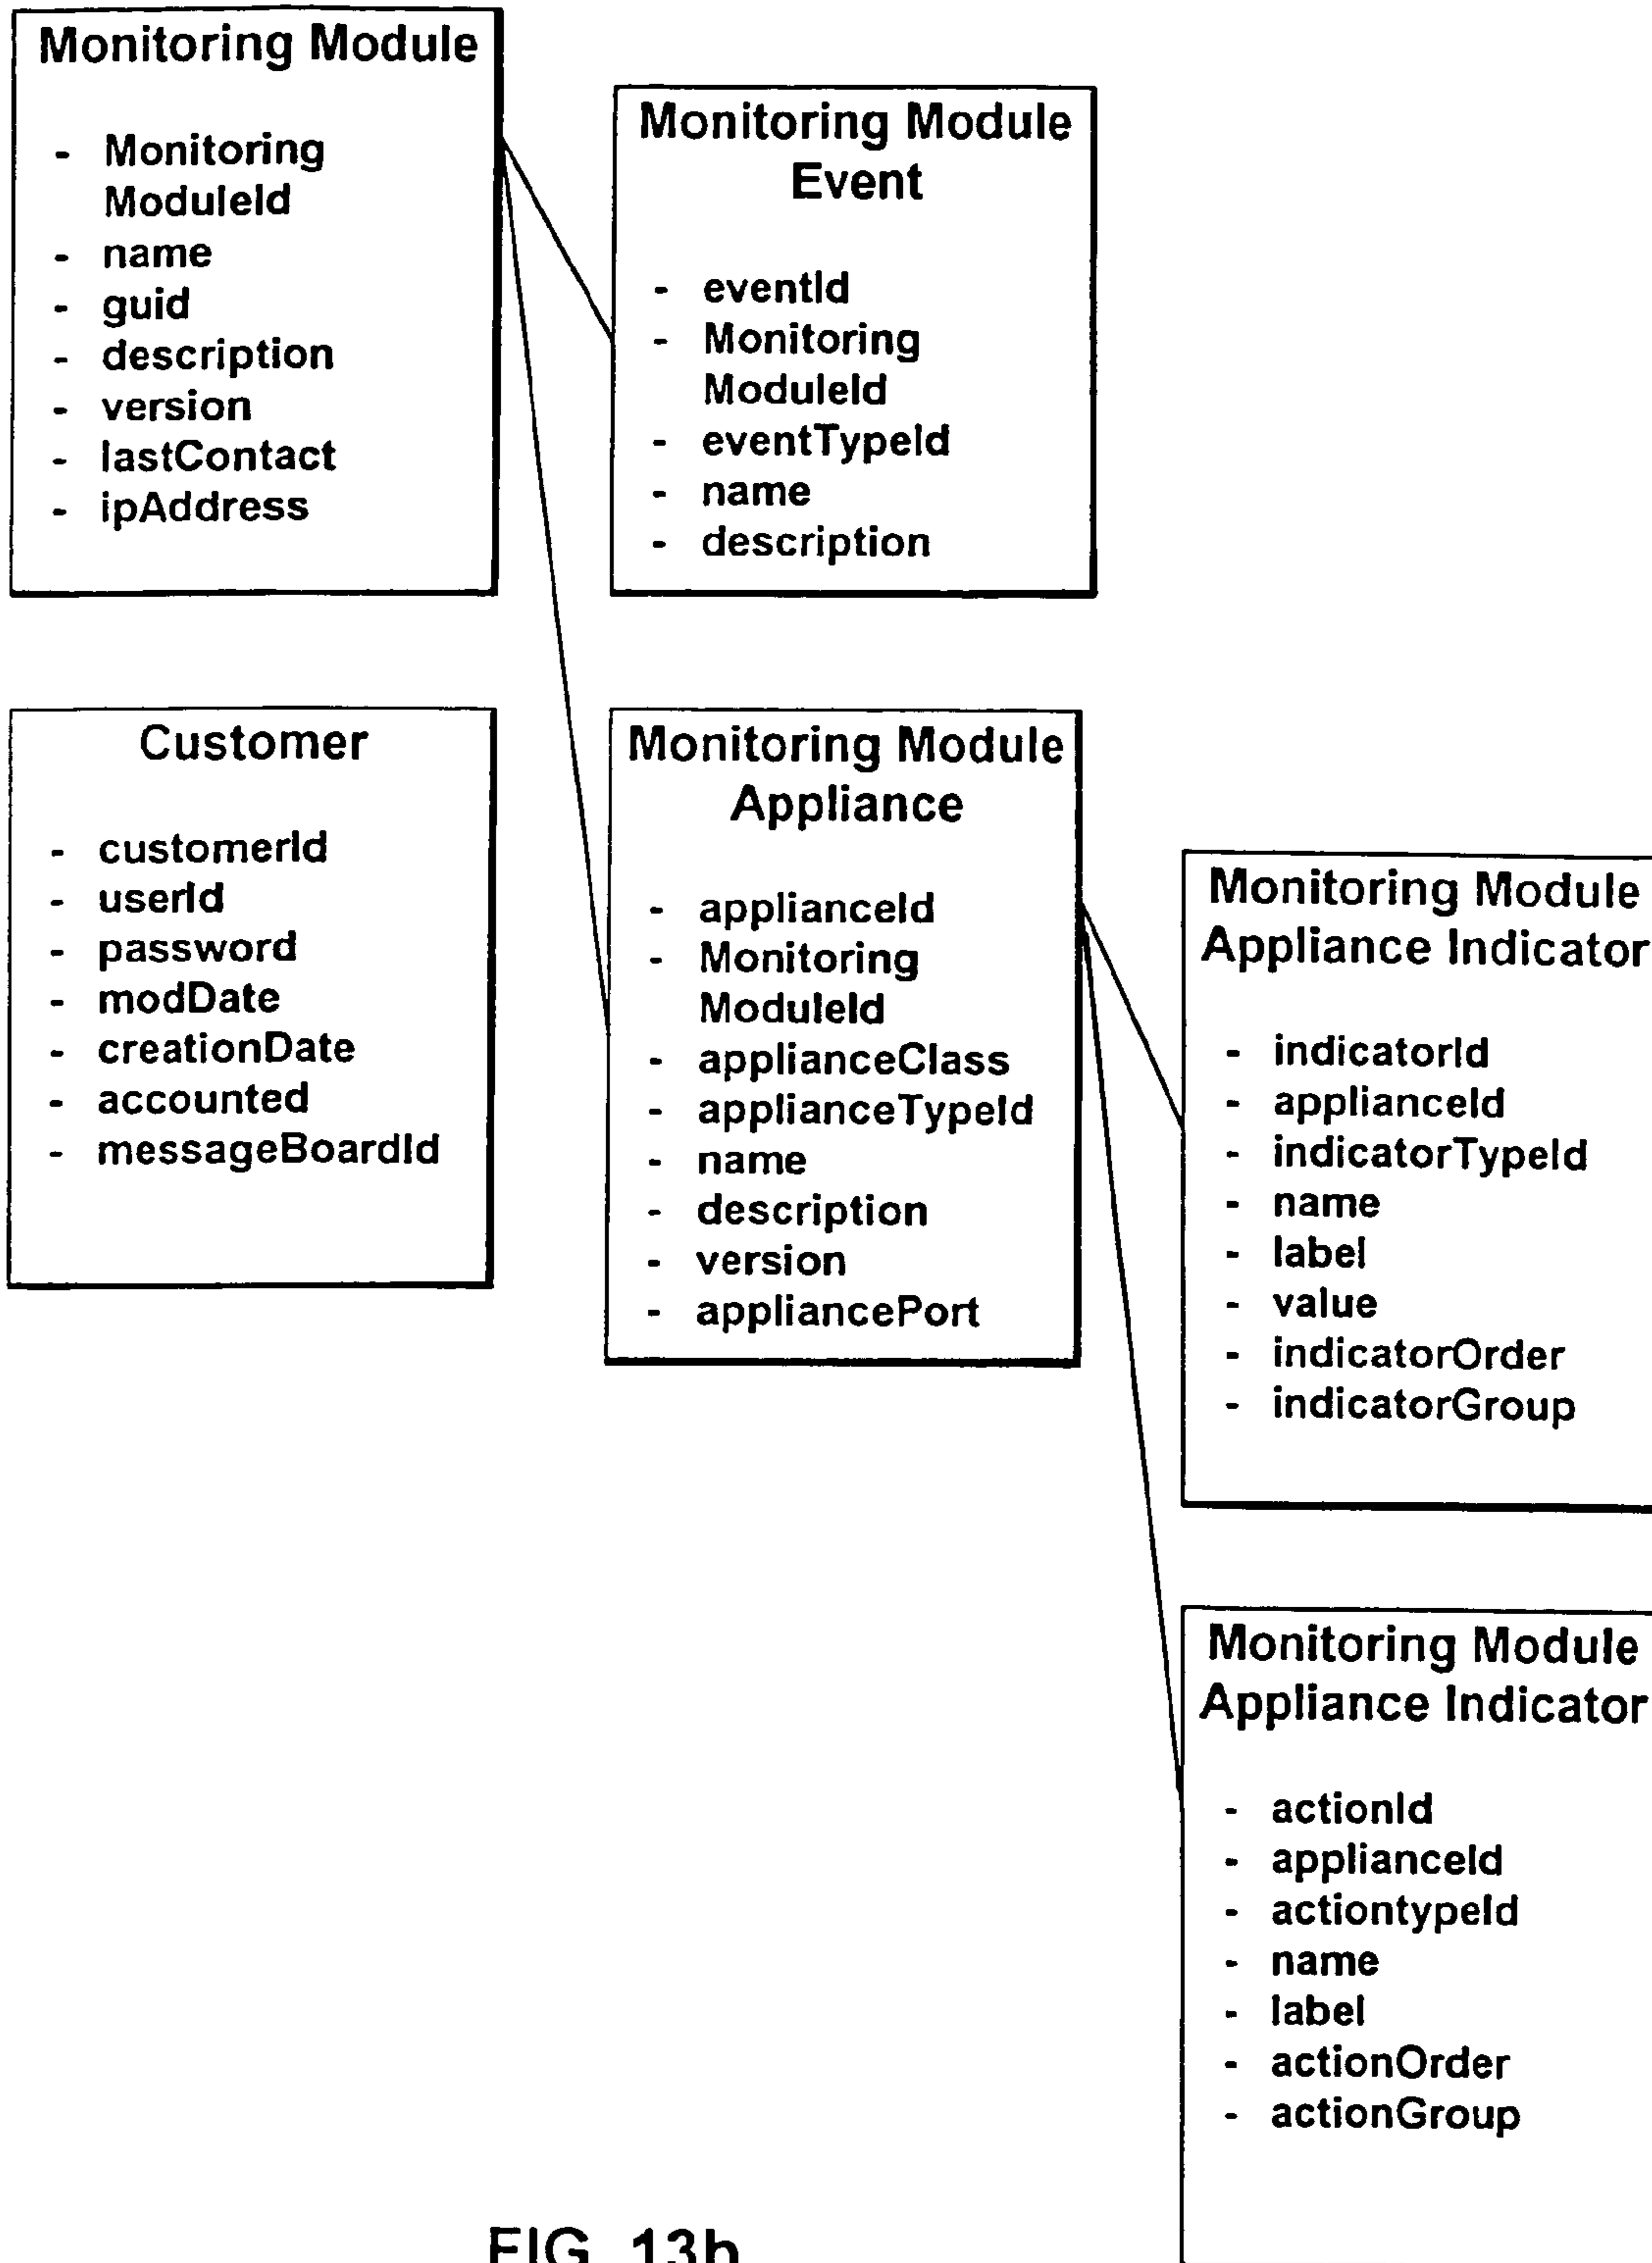 Monitoring Module
- Monitoring
ModuleId
- name
- guid
- description
- version
- lastContact
- ipAddress
Monitoring Module
Event
- eventId
- Monitoring
ModuleId
- eventTypeId
- name
- description
Customer
- customerId
- userId
- password
- modDate
- creationDate
- accounted
- messageBoardId
Monitoring Module
Appliance
- applianceId
- Monitoring
ModuleId
- applianceClass
- applianceTypeId
- name
- description
- version
- appliancePort
Monitoring Module
Appliance Indicator
- indicatorId
- applianceId
- indicatorTypeId
- name
- label
- value
- indicatorOrder
- indicatorGroup
Monitoring Module
Appliance Indicator
- actionId
- applianceId
- actiontypeId
- name
- label
- actionOrder
- actionGroup
FIG. 13b